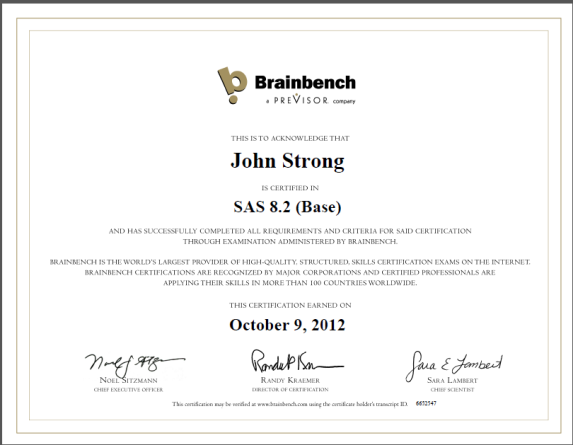 Brainbench
a PREVISOR company
THIS IS TO ACKNOWLEDGE THAT
John Strong
IS CERTIFIED IN
SAS 8.2 (Base)
AND HAS SUCCESSFULLY COMPLETED ALL REQUIREMENTS AND CRITERIA FOR SAID CERTIFICATION
THROUGH EXAMINATION ADMINISTERED BY BRAINBENCH.
BRAINBENCH IS THE WORLD'S LARGEST PROVIDER OF HIGH-QUALITY, STRUCTURED, SKILLS CERTIFICATION EXAMS ON THE INTERNET.
BRAINBENCH CERTIFICATIONS ARE RECOGNIZED BY MAJOR CORPORATIONS AND CERTIFIED PROFESSIONALS ARE
APPLYING THEIR SKILLS IN MORE THAN 100 COUNTRIES WORLDWIDE.
THIS CERTIFICATION EARNED ON
October 9, 2012
Sara E Lambert
NOEL SITZMANN
CHIEF EXECUTIVE OFFICER
RANDY KRAEMER
DIRECTOR OF CERTIFICATION
SARA LAMBERT
CHIEF SCIENTIST
This certification may be verified at www.brainbench.com using the certificate holder's transcript ID. 6652547